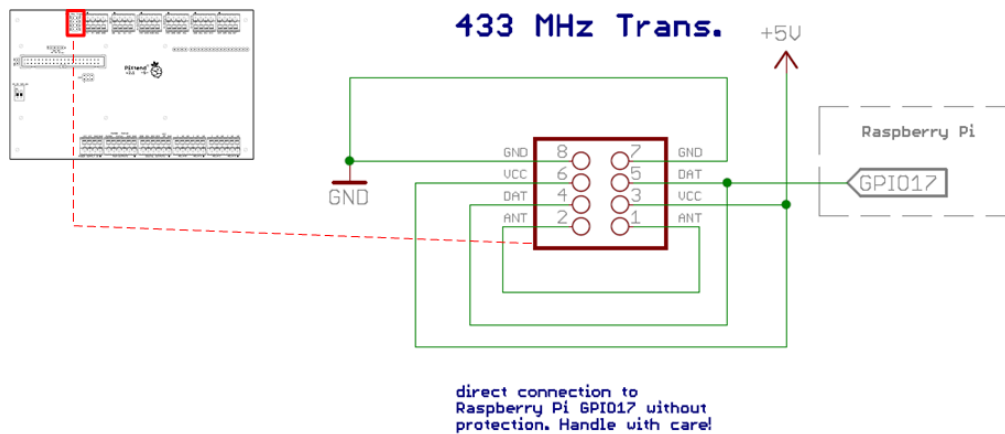 433 MHz Trans.
+5V
Raspberry Pi
GPIO17
GND
GND 8 7 GND
VCC 6 5 DAT
DAT 4 3 VCC
ANT 2 1 ANT
direct connection to
Raspberry Pi GPIO17 without
protection. Handle with care!